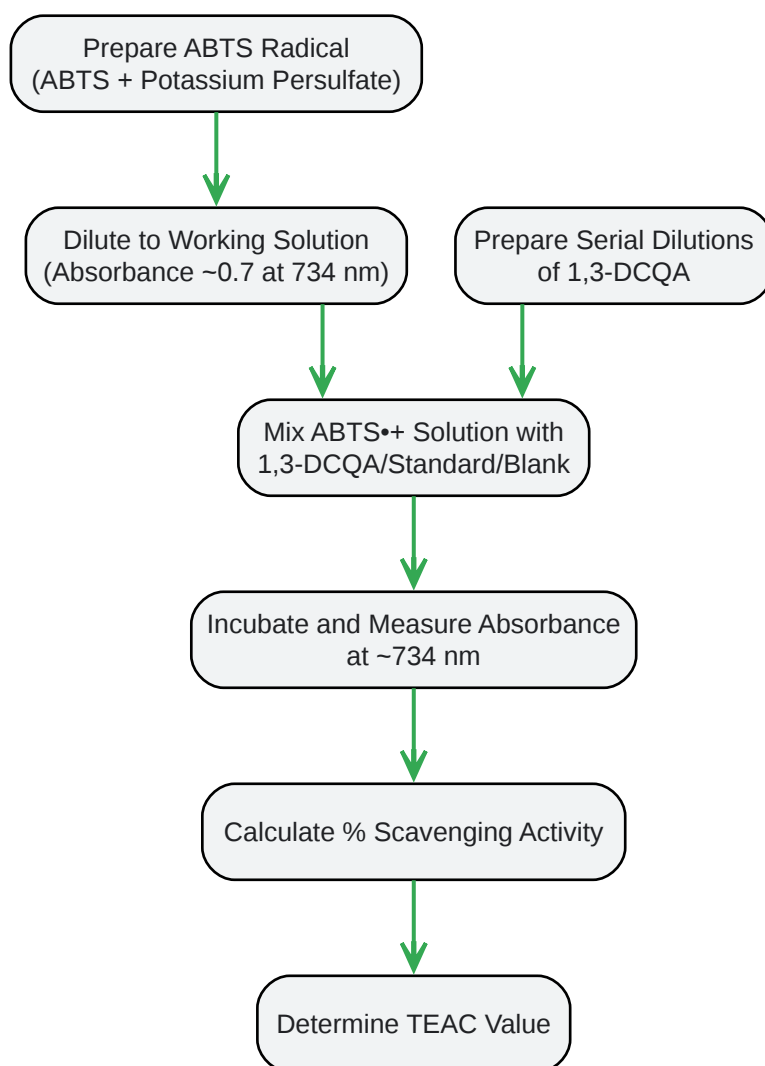 Prepare ABTS Radical
(ABTS + Potassium Persulfate)
Dilute to Working Solution
(Absorbance ~0.7 at 734 nm)
Prepare Serial Dilutions
of 1,3-DCQA
Mix ABTS•+ Solution with
1,3-DCQA/Standard/Blank
Incubate and Measure Absorbance
at ~734 nm
Calculate % Scavenging Activity
Determine TEAC Value